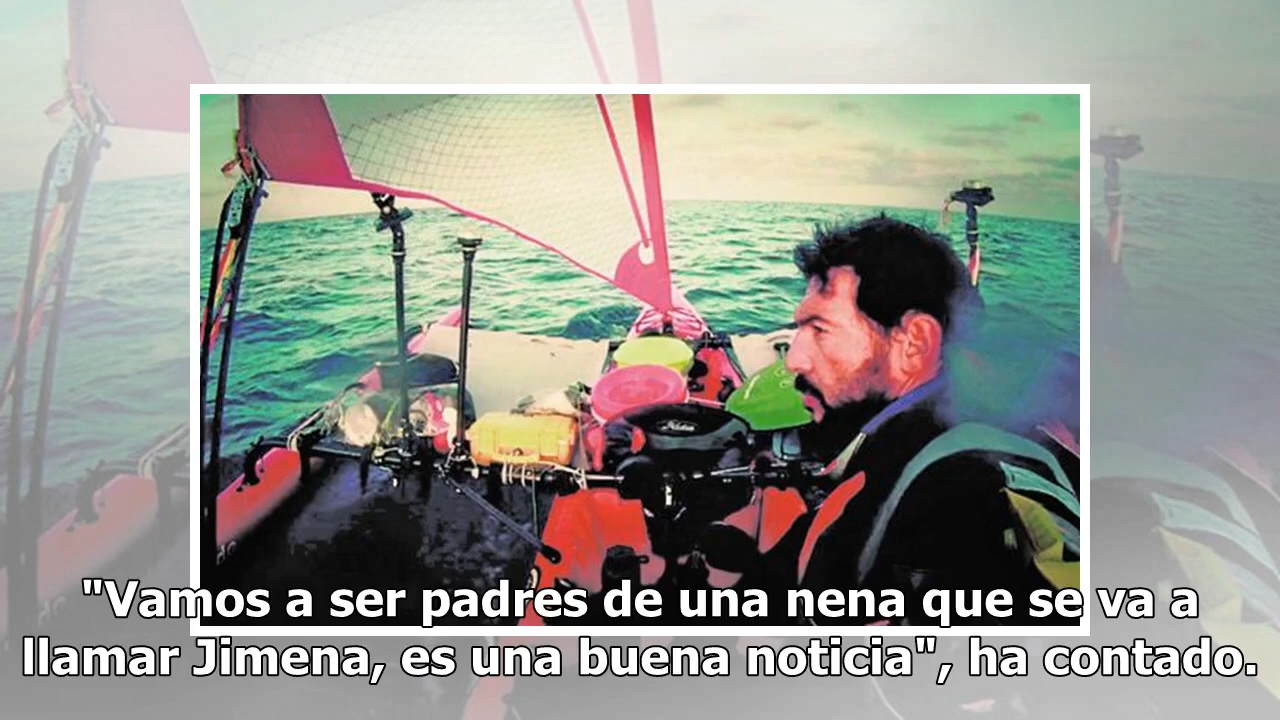 "Vamos a ser padres de una nena que se va a
llamar Jimena, es una buena noticia", ha contado.